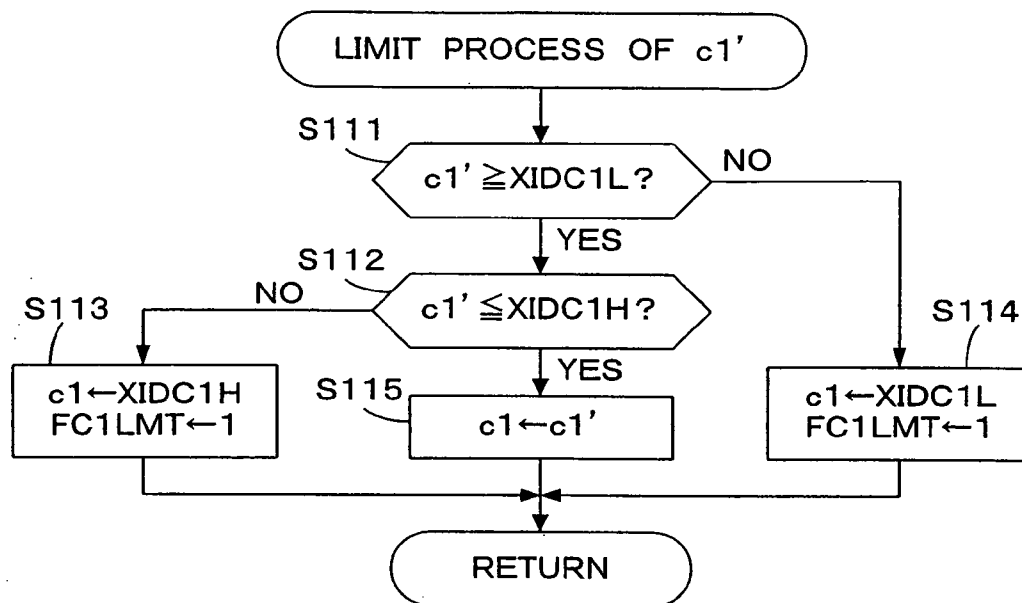 LIMIT PROCESS OF c1'
S111
c1' ≧XIDC1L?
NO
YES
S112
c1' ≦XIDC1H?
NO
S113
c1←XIDC1H
FC1LMT←1
YES
S115
c1←c1'
S114
c1←XIDC1L
FC1LMT←1
RETURN